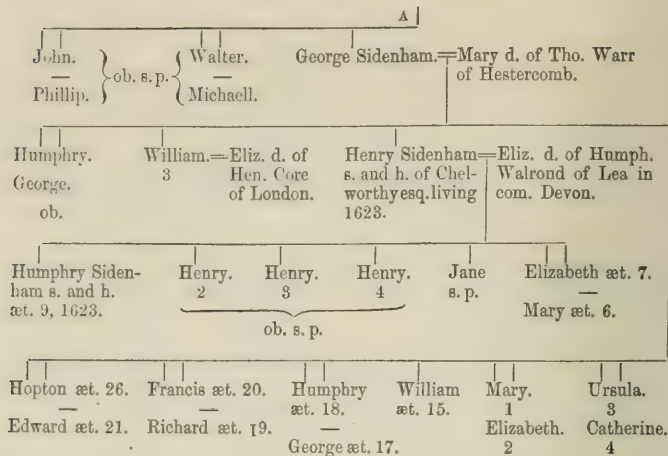 A
John. Walter. George Sidenham.=Mary d. of Tho. Warr
— ob. s.p. — of Hestercomb.
Phillip. Michaell.
Humphry. William.=Eliz. d. of Henry Sidenham=Eliz. d. of Humph.
George. 3 Hen. Core s. and h. of Chel- Walrond of Lea in
ob. of London. worthy esq. living com. Devon.
1623.
Humphry Siden- Henry. Henry. Henry. Jane Elizabeth æt. 7.
ham s. and h. 2 3 4 s. p. —
æt. 9, 1623. Mary æt. 6.
ob. s. p.
Hopton æt. 26. Francis æt. 20. Humphry William Mary. Ursula.
— — æt. 18. æt. 15. 1 3
Edward æt. 21. Richard æt. 19. — Elizabeth. Catherine.
George æt. 17. 2 4